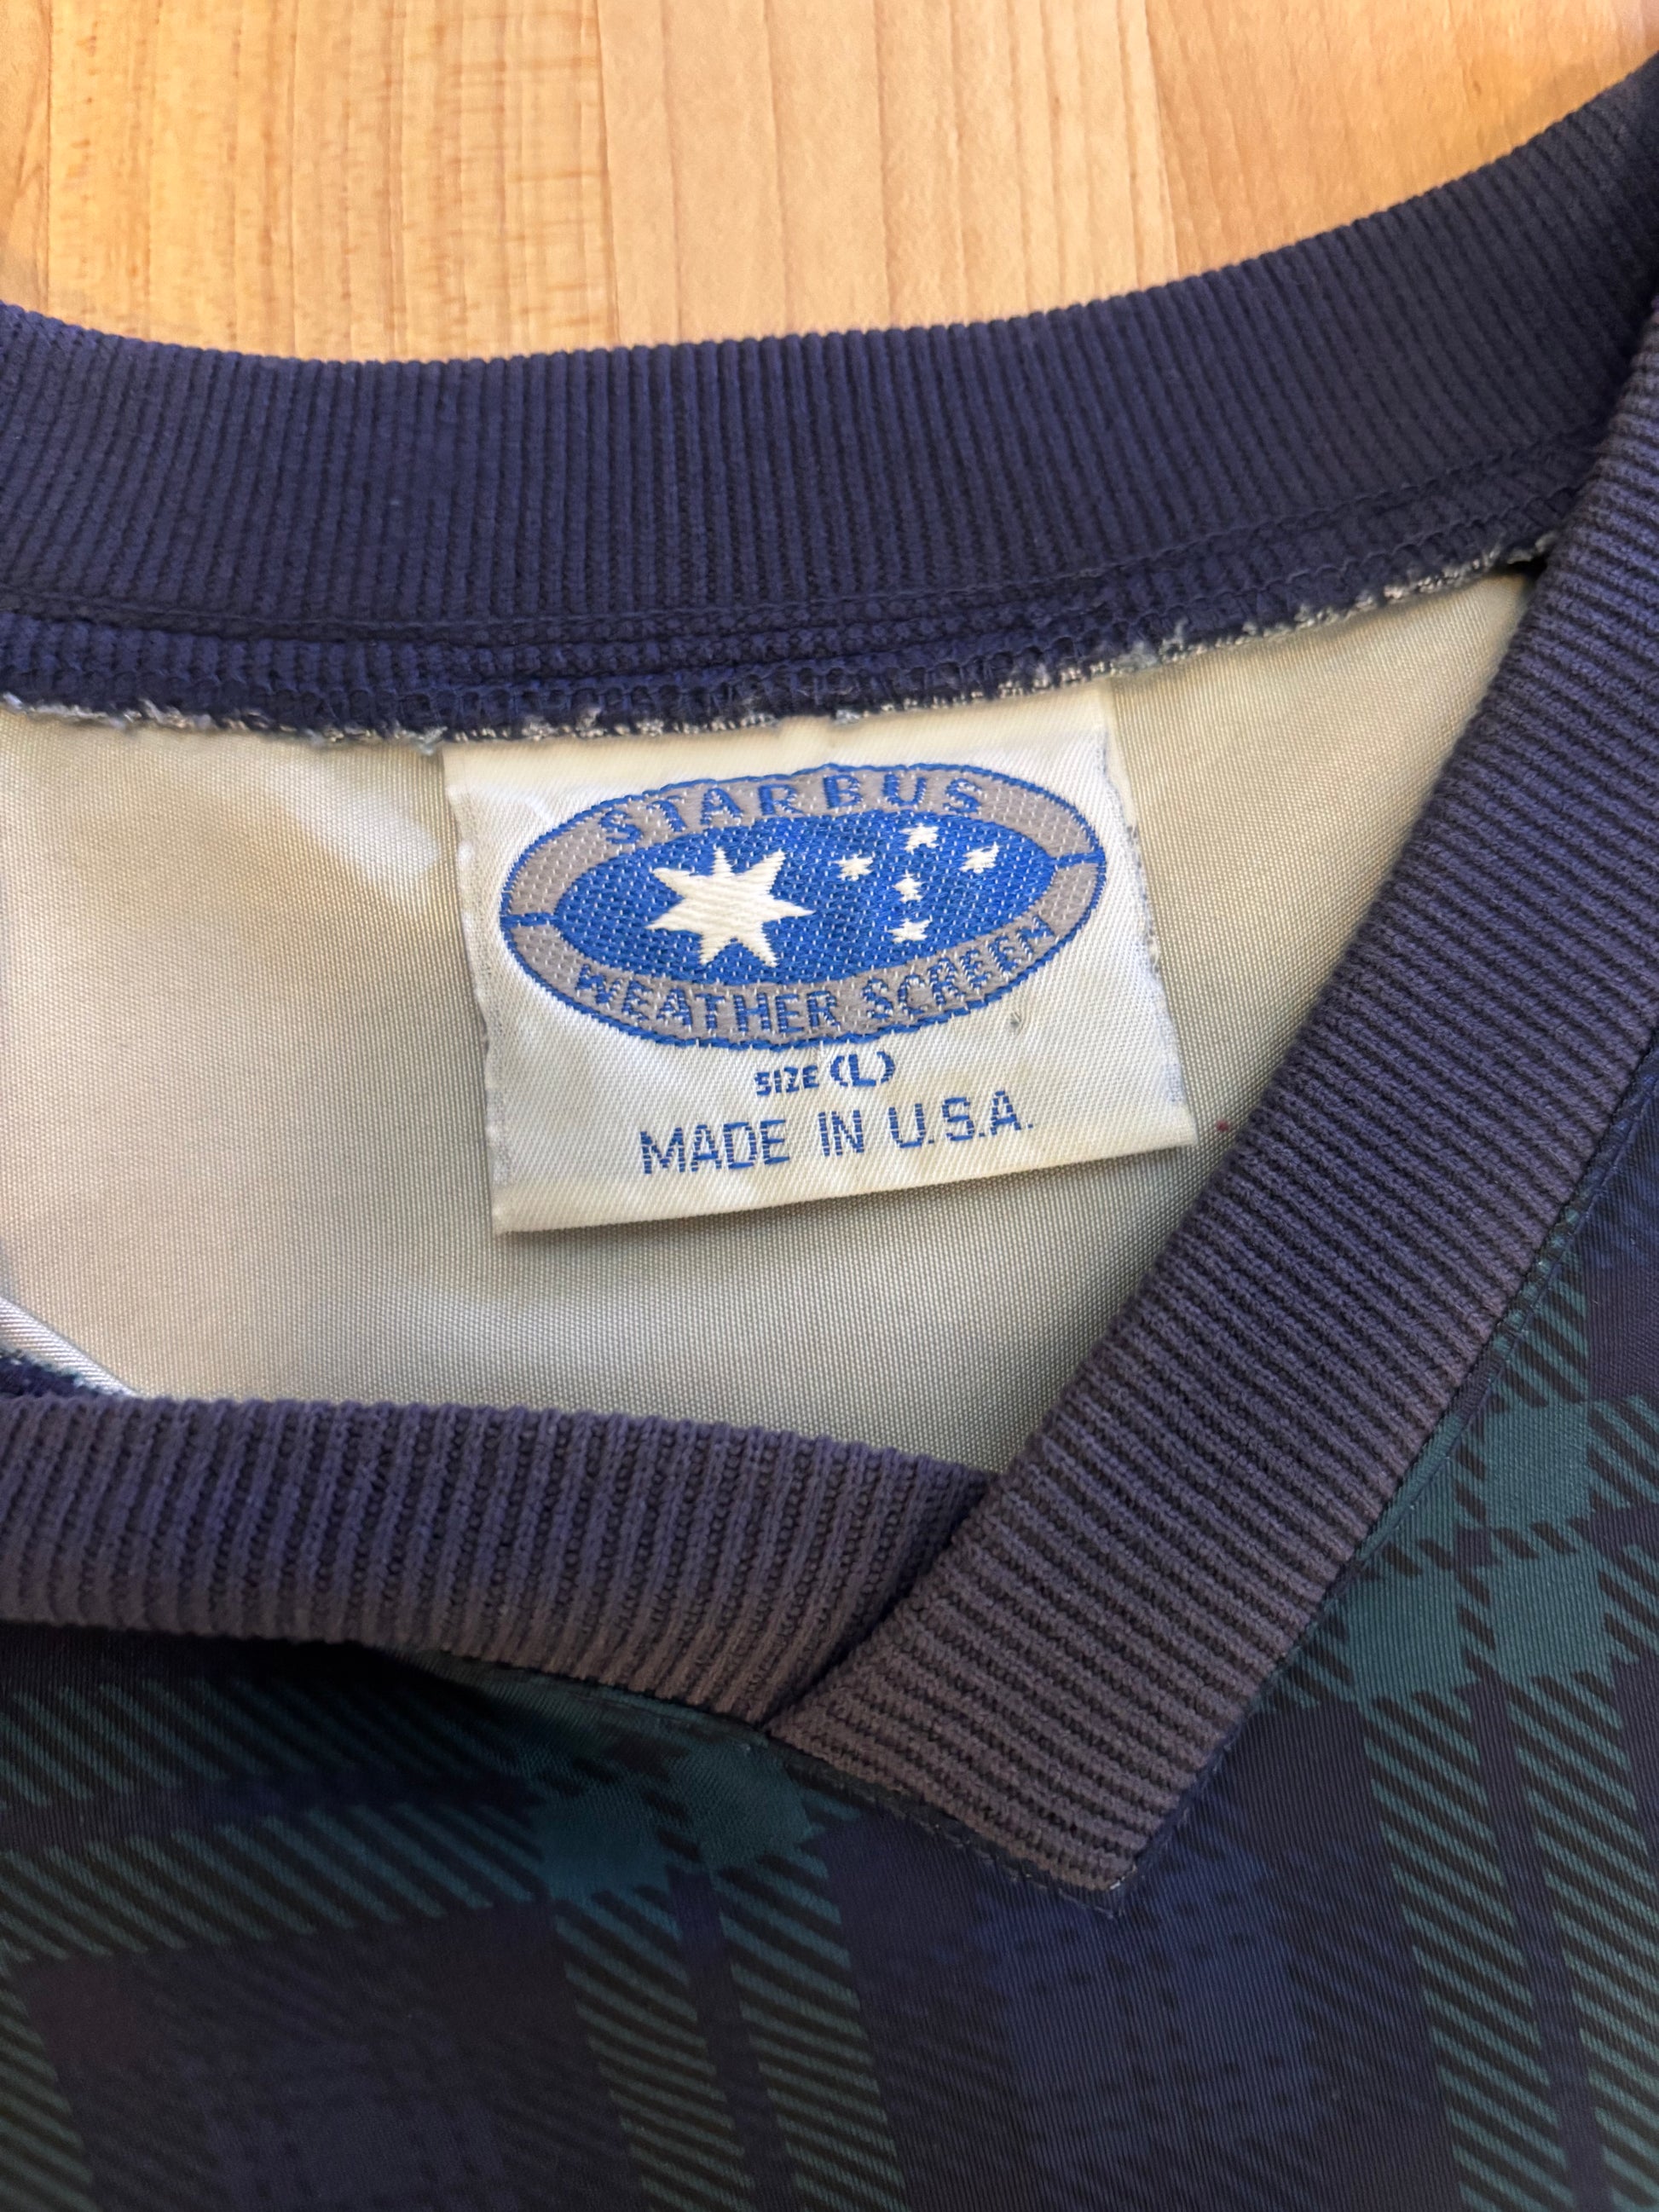 STARBUS
WEATHER SCREEN
SIZE (L)
MADE IN U.S.A.